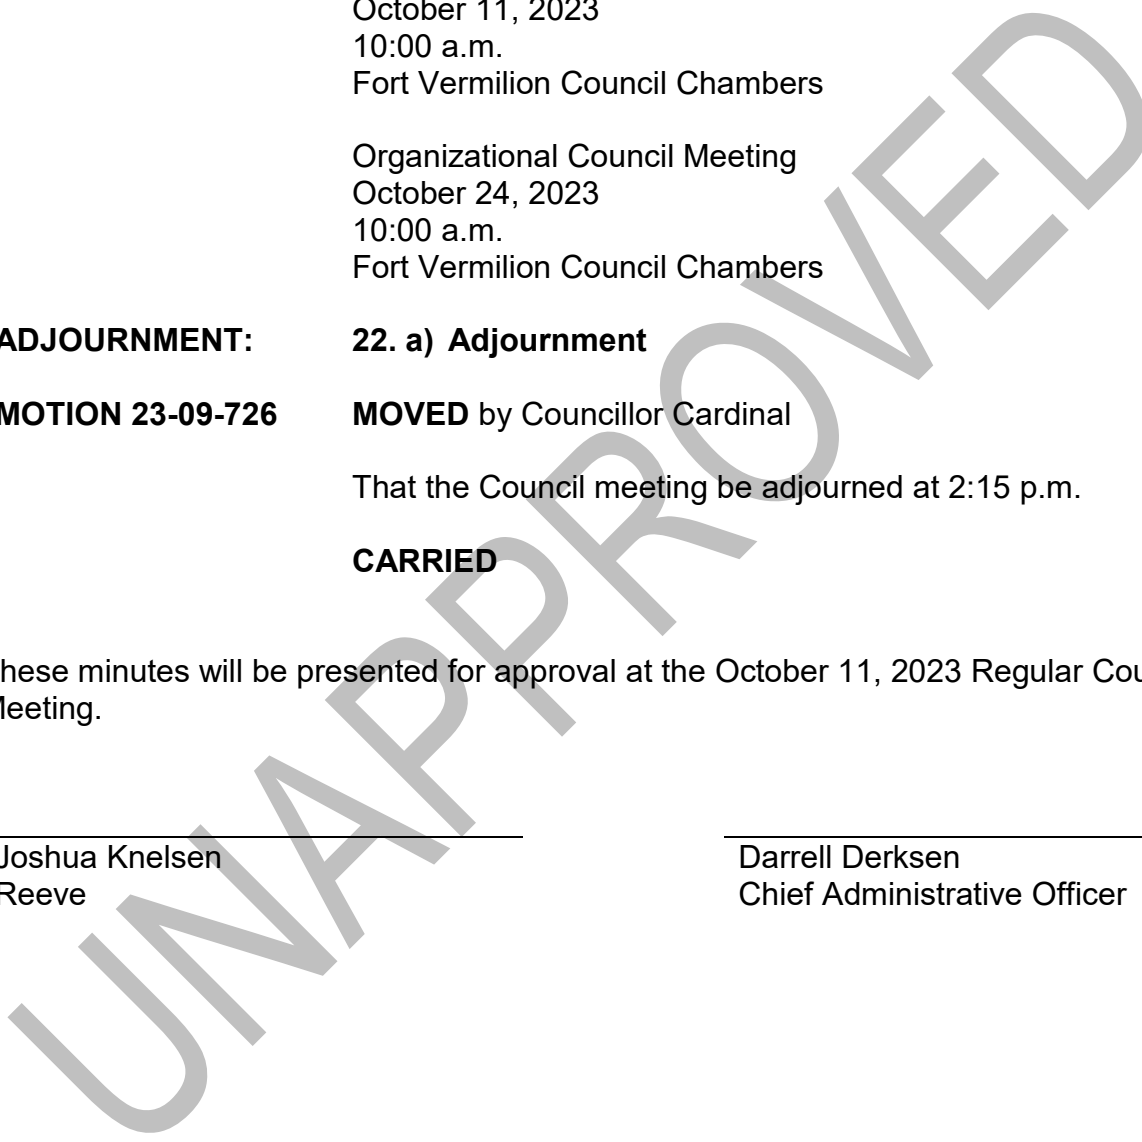 October 11, 2023
10:00 a.m.
Fort Vermilion Council Chambers
Organizational Council Meeting
October 24, 2023
10:00 a.m.
Fort Vermilion Council Chambers
ADJOURNMENT: 22. a) Adjournment
MOTION 23-09-726 MOVED by Councillor Cardinal
That the Council meeting be adjourned at 2:15 p.m.
CARRIED
hese minutes will be presented for approval at the October 11, 2023 Regular Cou
Meeting.
Joshua Knelsen Darrell Derksen
Reeve Chief Administrative Officer
UNAPPROVED